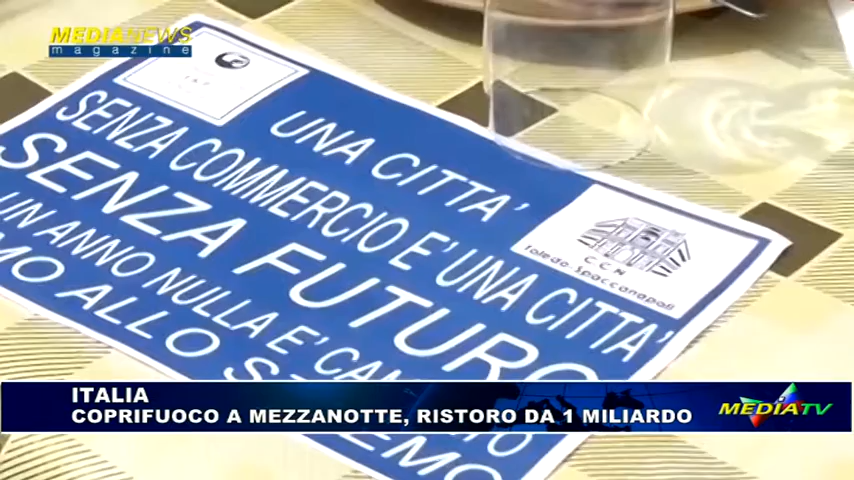 MEDIANEWS
magazine
UNA CITTA'
SENZA COMMERCIO E' UNA CITTA'
SENZA FUTURO
UN ANNO NULLA E'
MO ALLO
CCN
Toledo Spaccanapoli
ITALIA
COPRIFUOCO A MEZZANOTTE, RISTORO DA 1 MILIARDO
MEDIATV